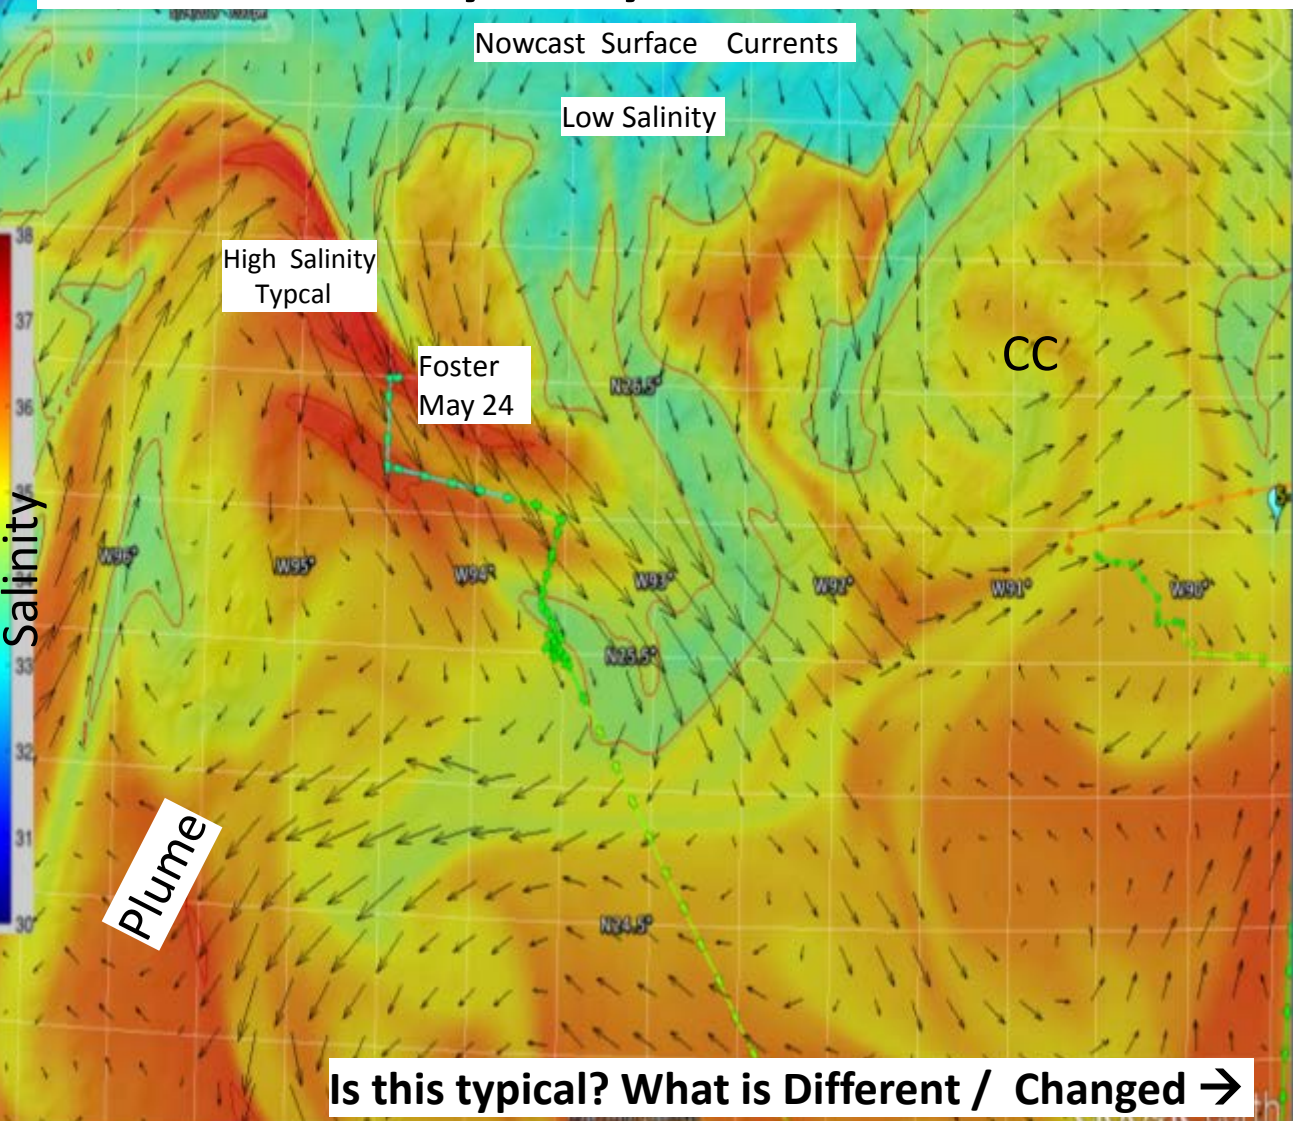 Nowcast Surface Currents
Low Salinity
38
High Salinity
Typcal
37
CC
Foster
May 24
N26.5°
36
35
Salinity
W96°
W95°
W94°
W93°
W92°
W91°
W90°
33
N25.5°
32
31
Plume
30
N24.5°
Is this typical? What is Different / Changed →